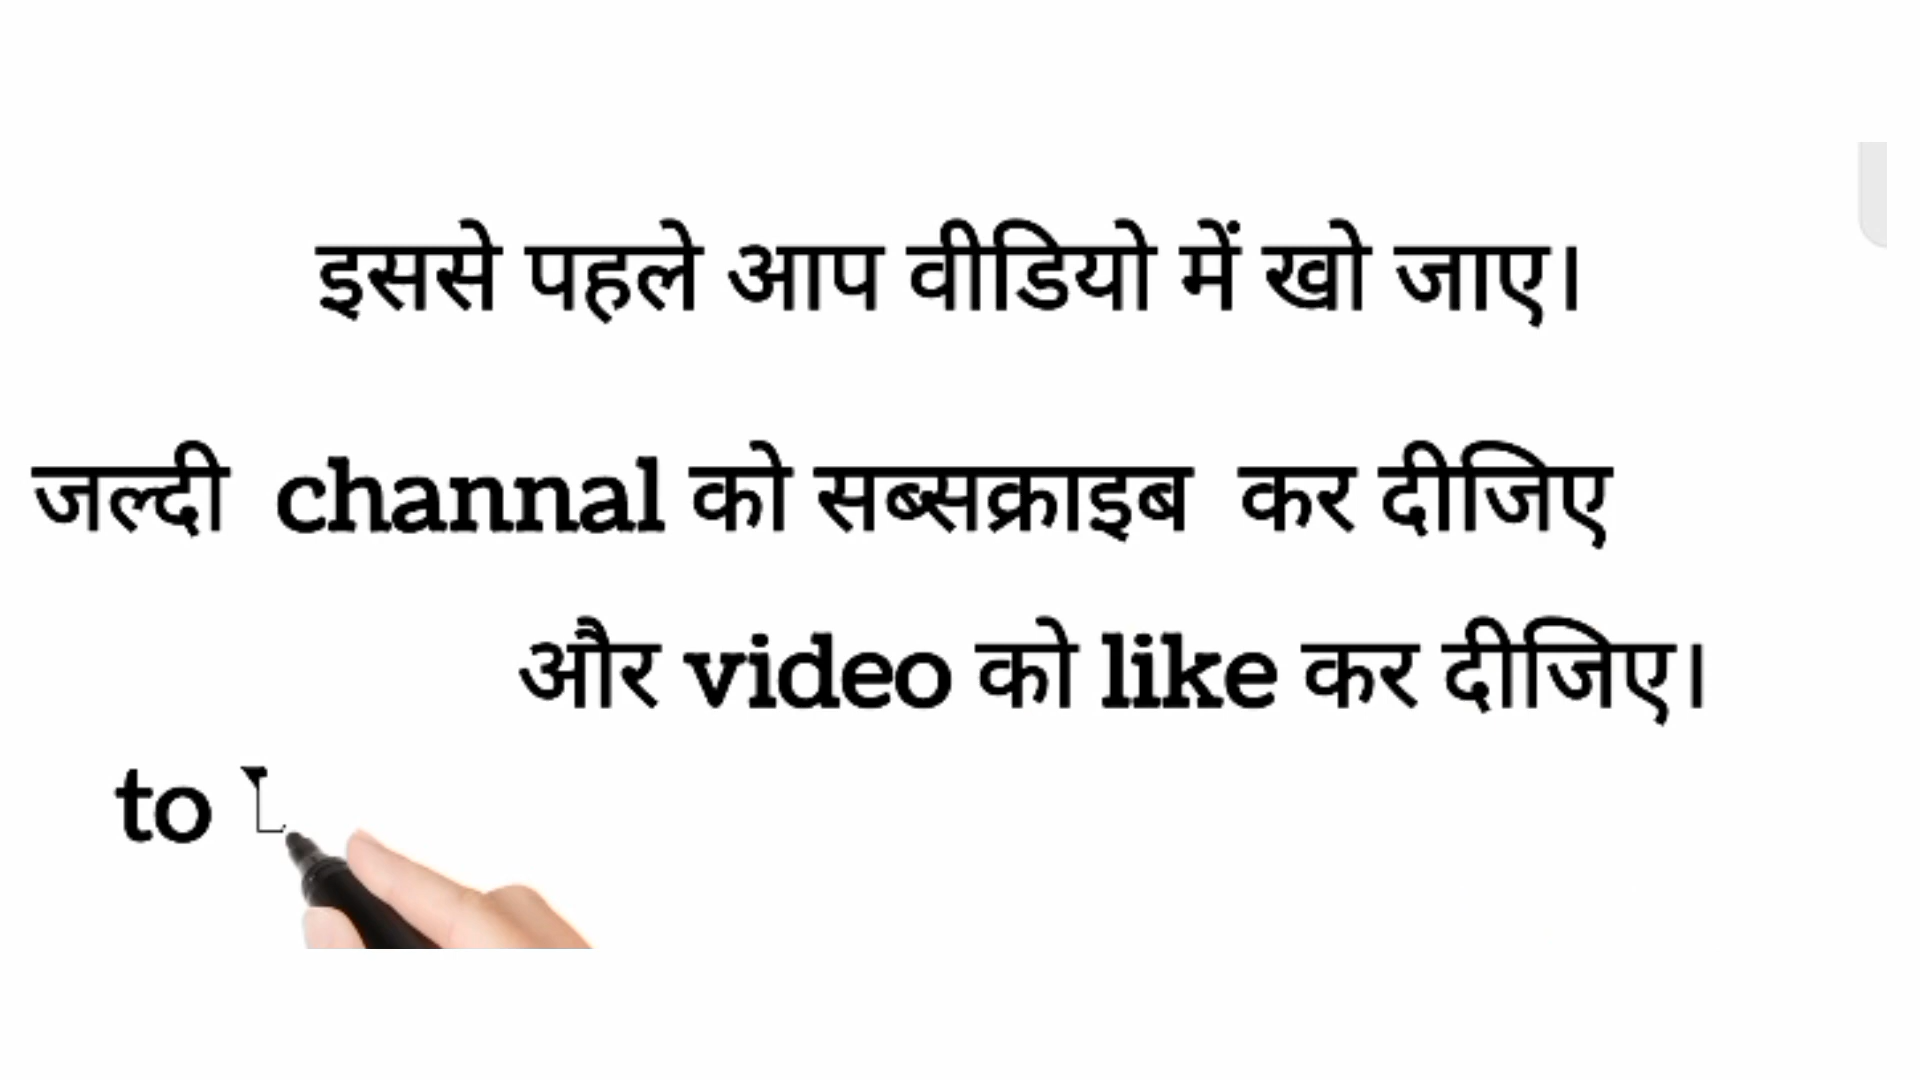 इससे पहले आप वीडियो में खो जाए।
जल्दी channal को सब्सक्राइब कर दीजिए
और video को like कर दीजिए।
to